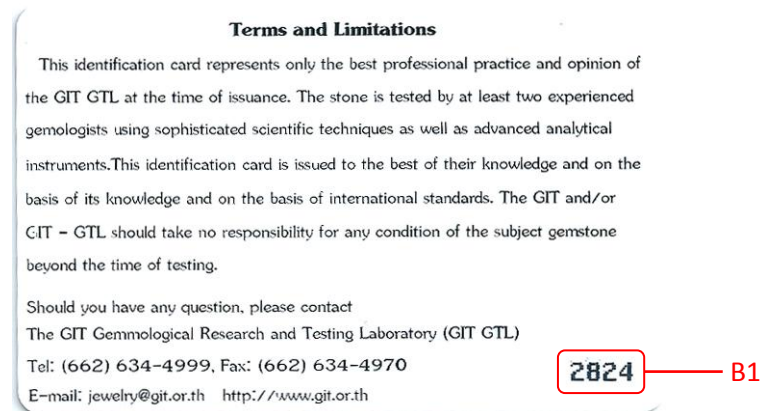 Terms and Limitations
This identification card represents only the best professional practice and opinion of
the GIT GTL at the time of issuance. The stone is tested by at least two experienced
gemologists using sophisticated scientific techniques as well as advanced analytical
instruments.This identification card is issued to the best of their knowledge and on the
basis of its knowledge and on the basis of international standards. The GIT and/or
GIT - GTL should take no responsibility for any condition of the subject gemstone
beyond the time of testing.
Should you have any question, please contact
The GIT Gemmological Research and Testing Laboratory (GIT GTL)
Tel: (662) 634-4999, Fax: (662) 634-4970
2824
B1
E-mail: jewelry@git.or.th http://www.git.or.th